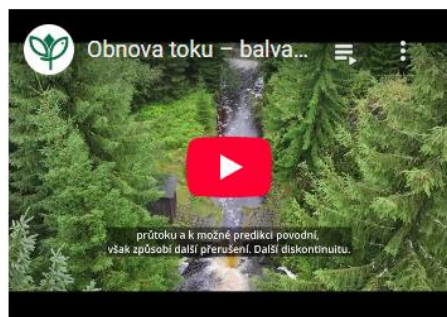 Obnova toku – balva...
průtoku a k možné predikci povodní,
však způsobí další přerušení. Další diskontinuitu.